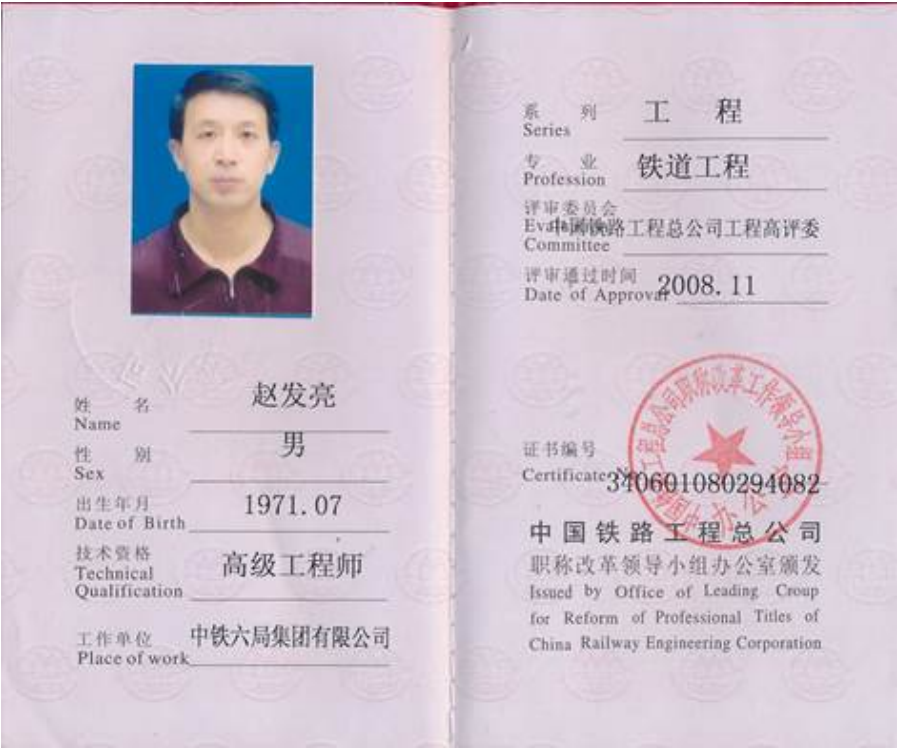 姓 名 赵发亮
Name
性 别 男
Sex
出生年月 1971.07
Date of Birth
技术资格 高级工程师
Technical
Qualification
工作单位 中铁六局集团有限公司
Place of work
系 列 工 程
Series
专 业 铁道工程
Profession
评审委员会
中国铁路工程总公司工程高评委
Committee
评审通过时间 2008.11
Date of Approval
证书编号
Certificate 340601080294082
中国铁路工程总公司
职称改革领导小组办公室颁发
Issued by Office of Leading Croup
for Reform of Professional Titles of
China Railway Engineering Corporation